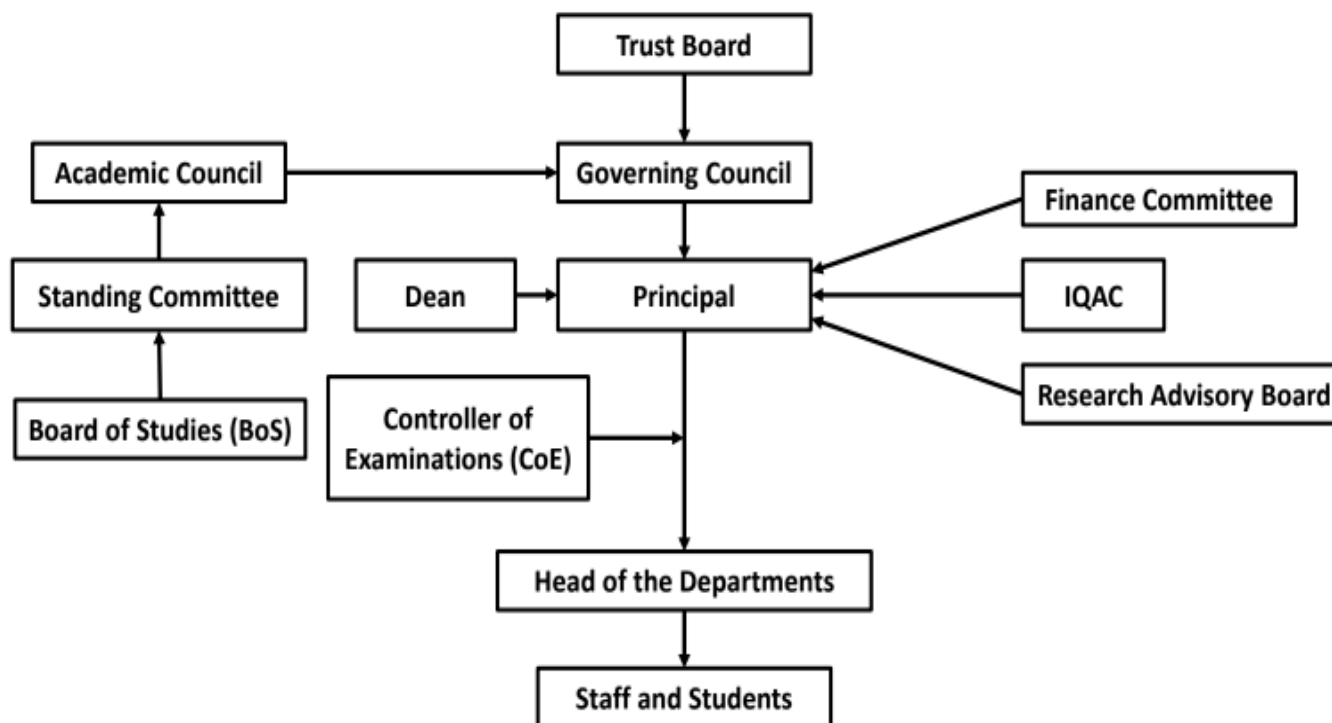 Trust Board
Academic Council
Governing Council
Finance Committee
Standing Committee
Dean
Principal
IQAC
Research Advisory Board
Board of Studies (BoS)
Controller of
Examinations (CoE)
Head of the Departments
Staff and Students